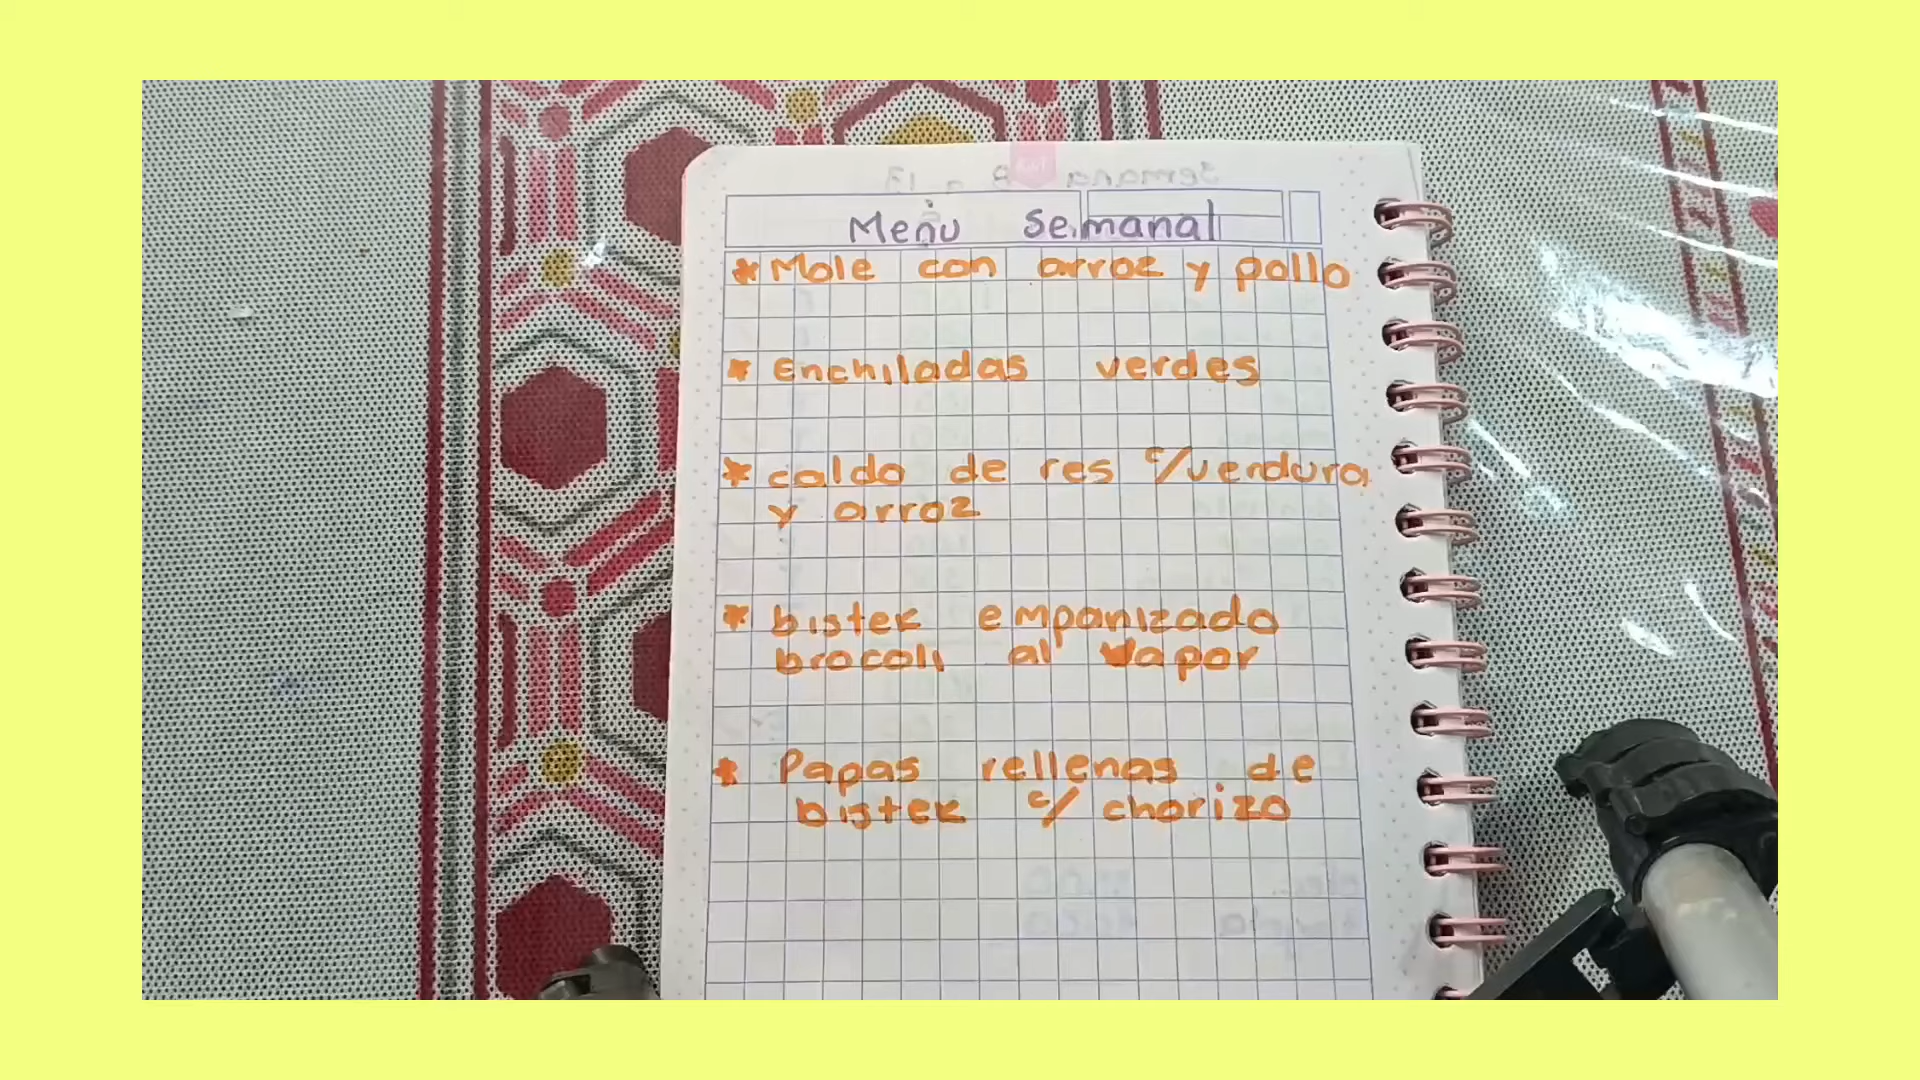 Menu Semanal
* Mole con arroz y pollo
* Enchiladas verdes
* caldo de res c/verdura
y arroz
* bistek empanizado
brocoli al vapor
* Papas rellenas de
bistek c/ chorizo